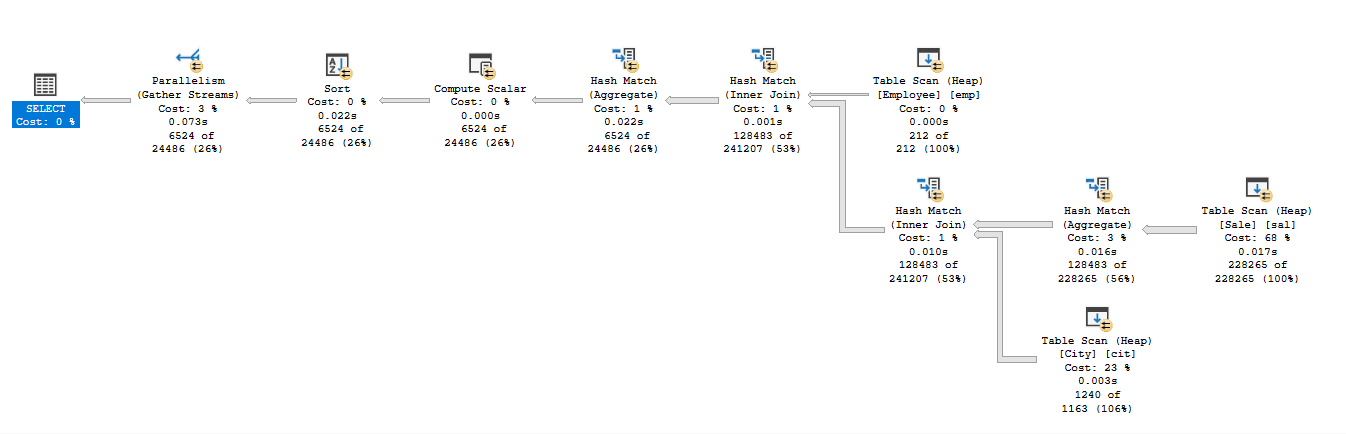 SELECT
Cost: 0 %
Parallelism
(Gather Streams)
Cost: 3 %
0.073s
6524 of
24486 (26%)
Sort
Cost: 0 %
0.022s
6524 of
24486 (26%)
Compute Scalar
Cost: 0 %
0.000s
6524 of
24486 (26%)
Hash Match
(Aggregate)
Cost: 1 %
0.022s
6524 of
24486 (26%)
Hash Match
(Inner Join)
Cost: 1 %
0.001s
128483 of
241207 (53%)
Table Scan (Heap)
[Employee] [emp]
Cost: 0 %
0.000s
212 of
212 (100%)
Hash Match
(Inner Join)
Cost: 1 %
0.010s
128483 of
241207 (53%)
Hash Match
(Aggregate)
Cost: 3 %
0.016s
128483 of
228265 (56%)
Table Scan (Heap)
[Sale] [sal]
Cost: 68 %
0.017s
228265 of
228265 (100%)
Table Scan (Heap)
[City] [cit]
Cost: 23 %
0.003s
1240 of
1163 (106%)